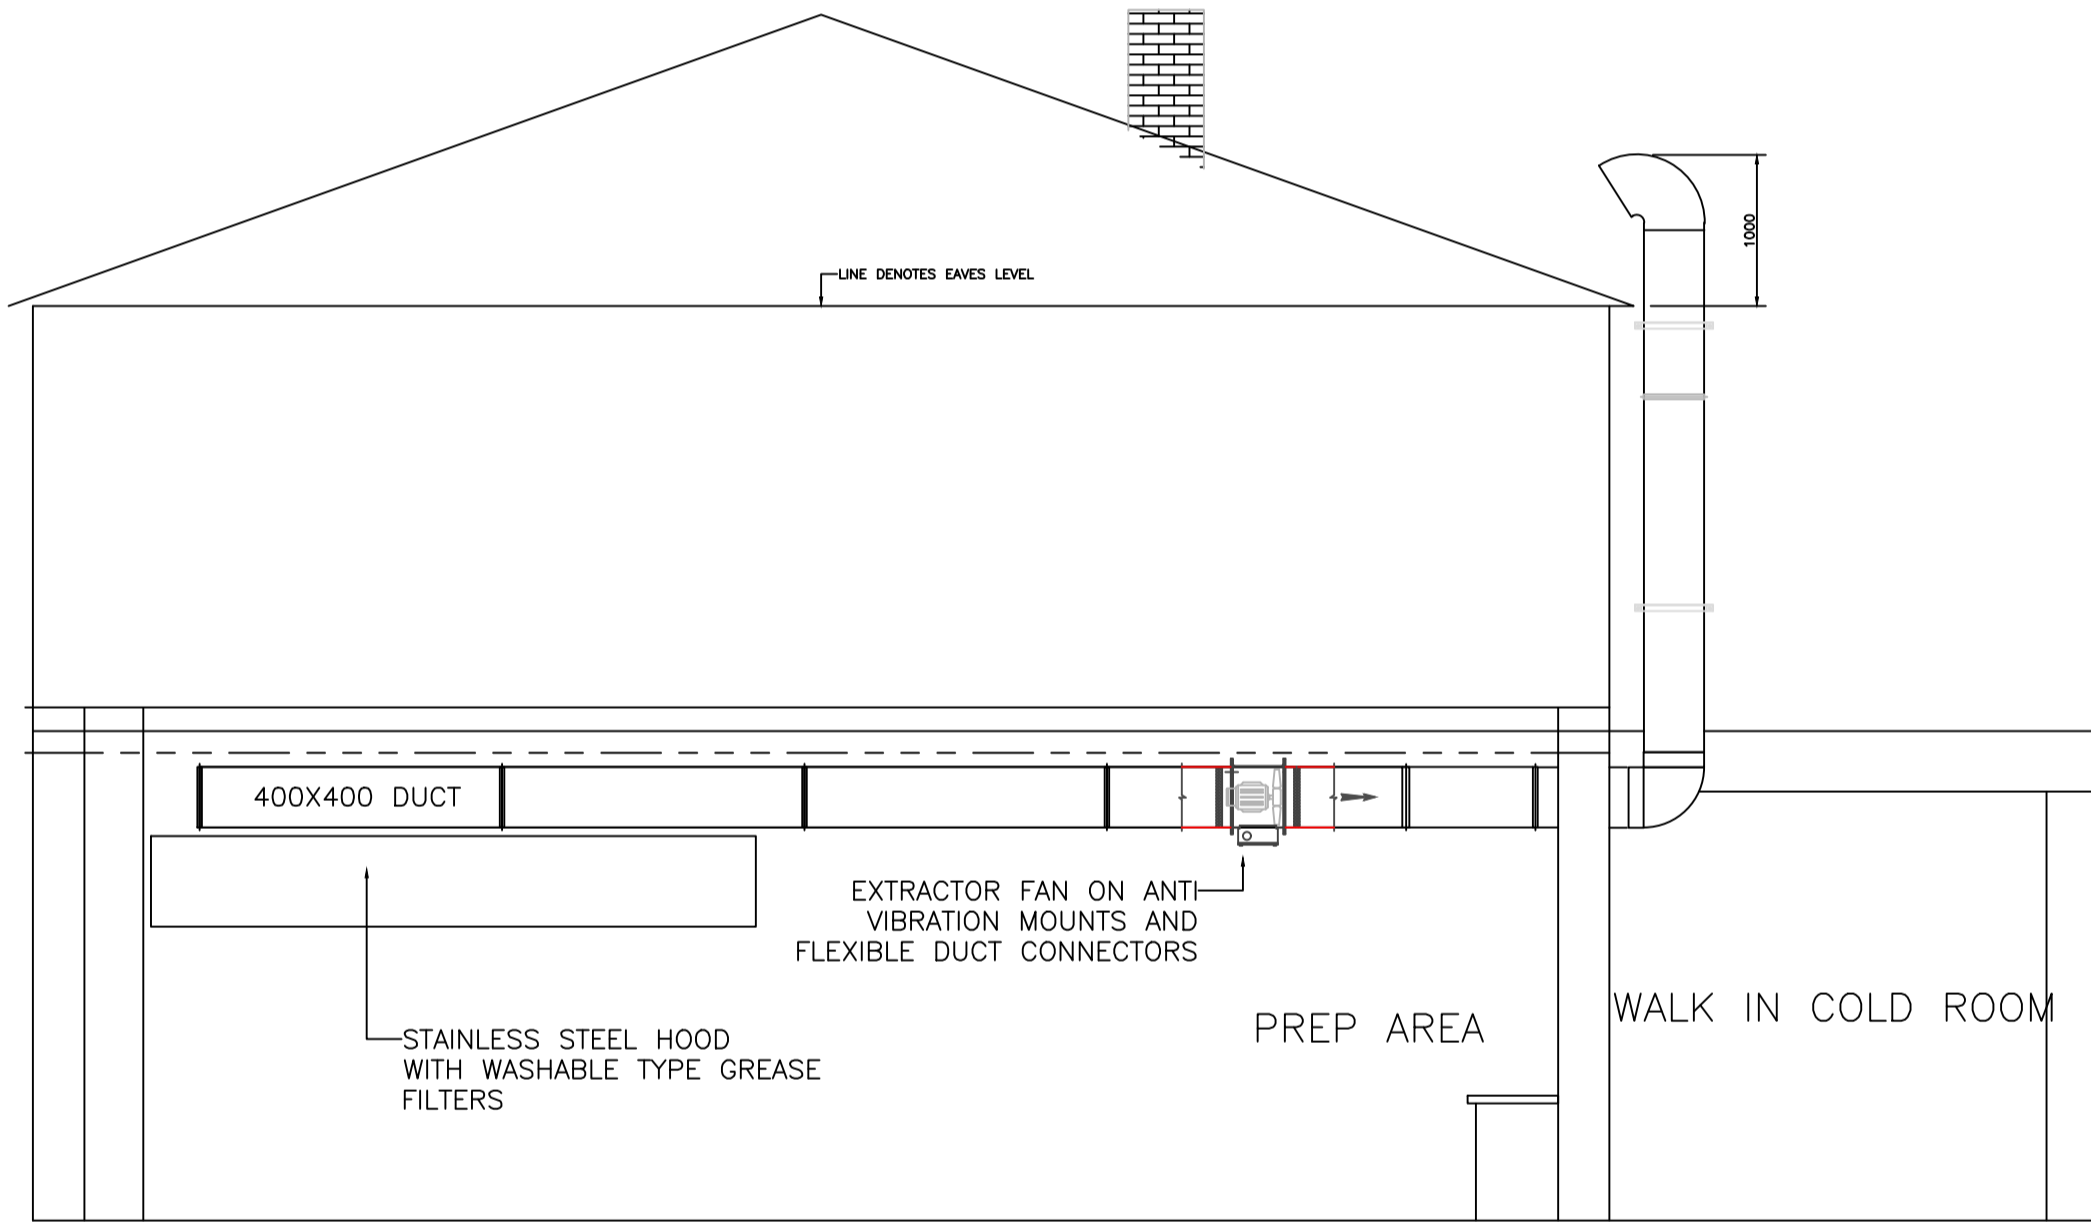 LINE DENOTES EAVES LEVEL
1000
400X400 DUCT
EXTRACTOR FAN ON ANTI
VIBRATION MOUNTS AND
FLEXIBLE DUCT CONNECTORS
STAINLESS STEEL HOOD
WITH WASHABLE TYPE GREASE
FILTERS
PREP AREA
WALK IN COLD ROOM